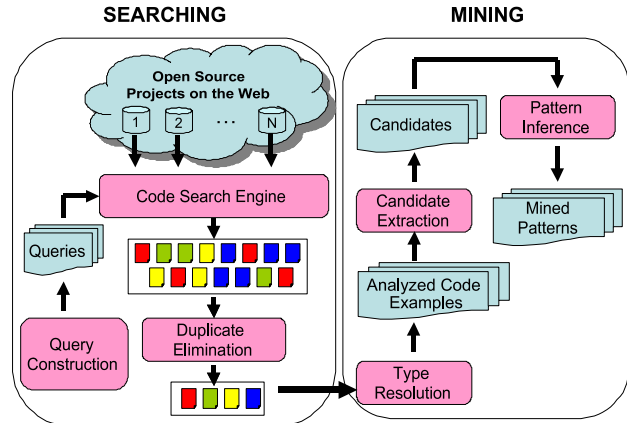 SEARCHING
Open Source
Projects on the Web
1
2
...
N
Code Search Engine
Queries
Duplicate
Elimination
Query
Construction
MINING
Candidates
Pattern
Inference
Candidate
Extraction
Mined
Patterns
Analyzed Code
Examples
Type
Resolution